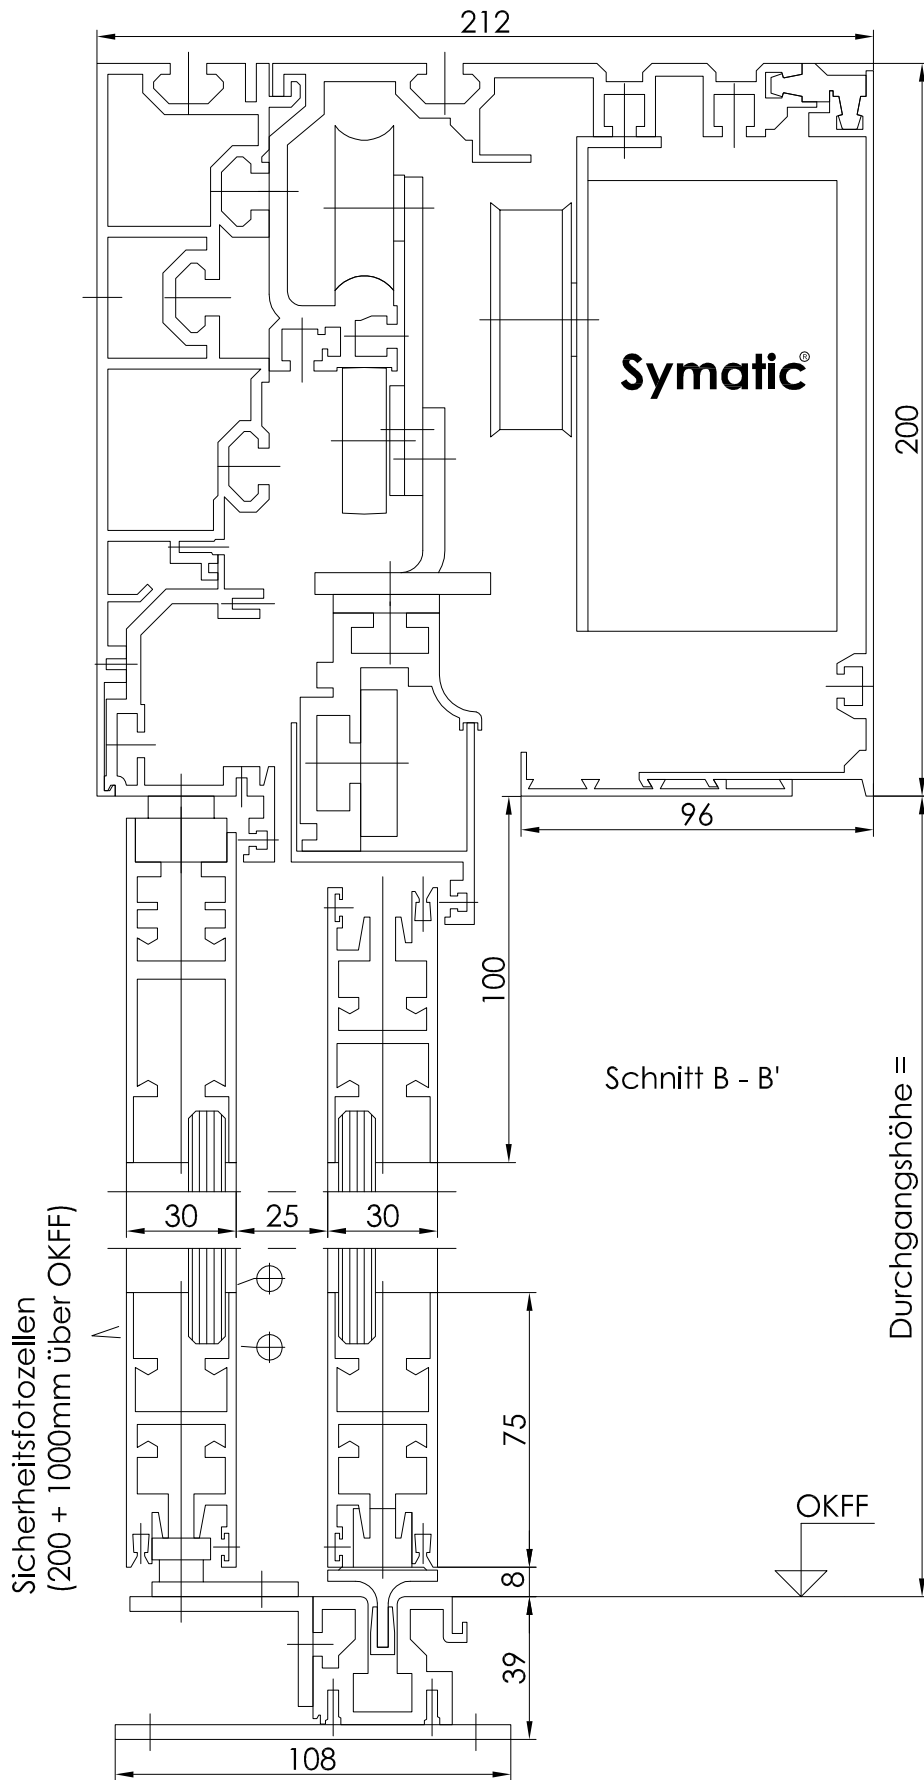 212
Symatic®
200
96
100
Schnitt B - B'
Durchgangshöhe =
30
25
30
Sicherheitsfotozellen
(200 + 1000mm über OKFF)
75
OKFF
8
39
108